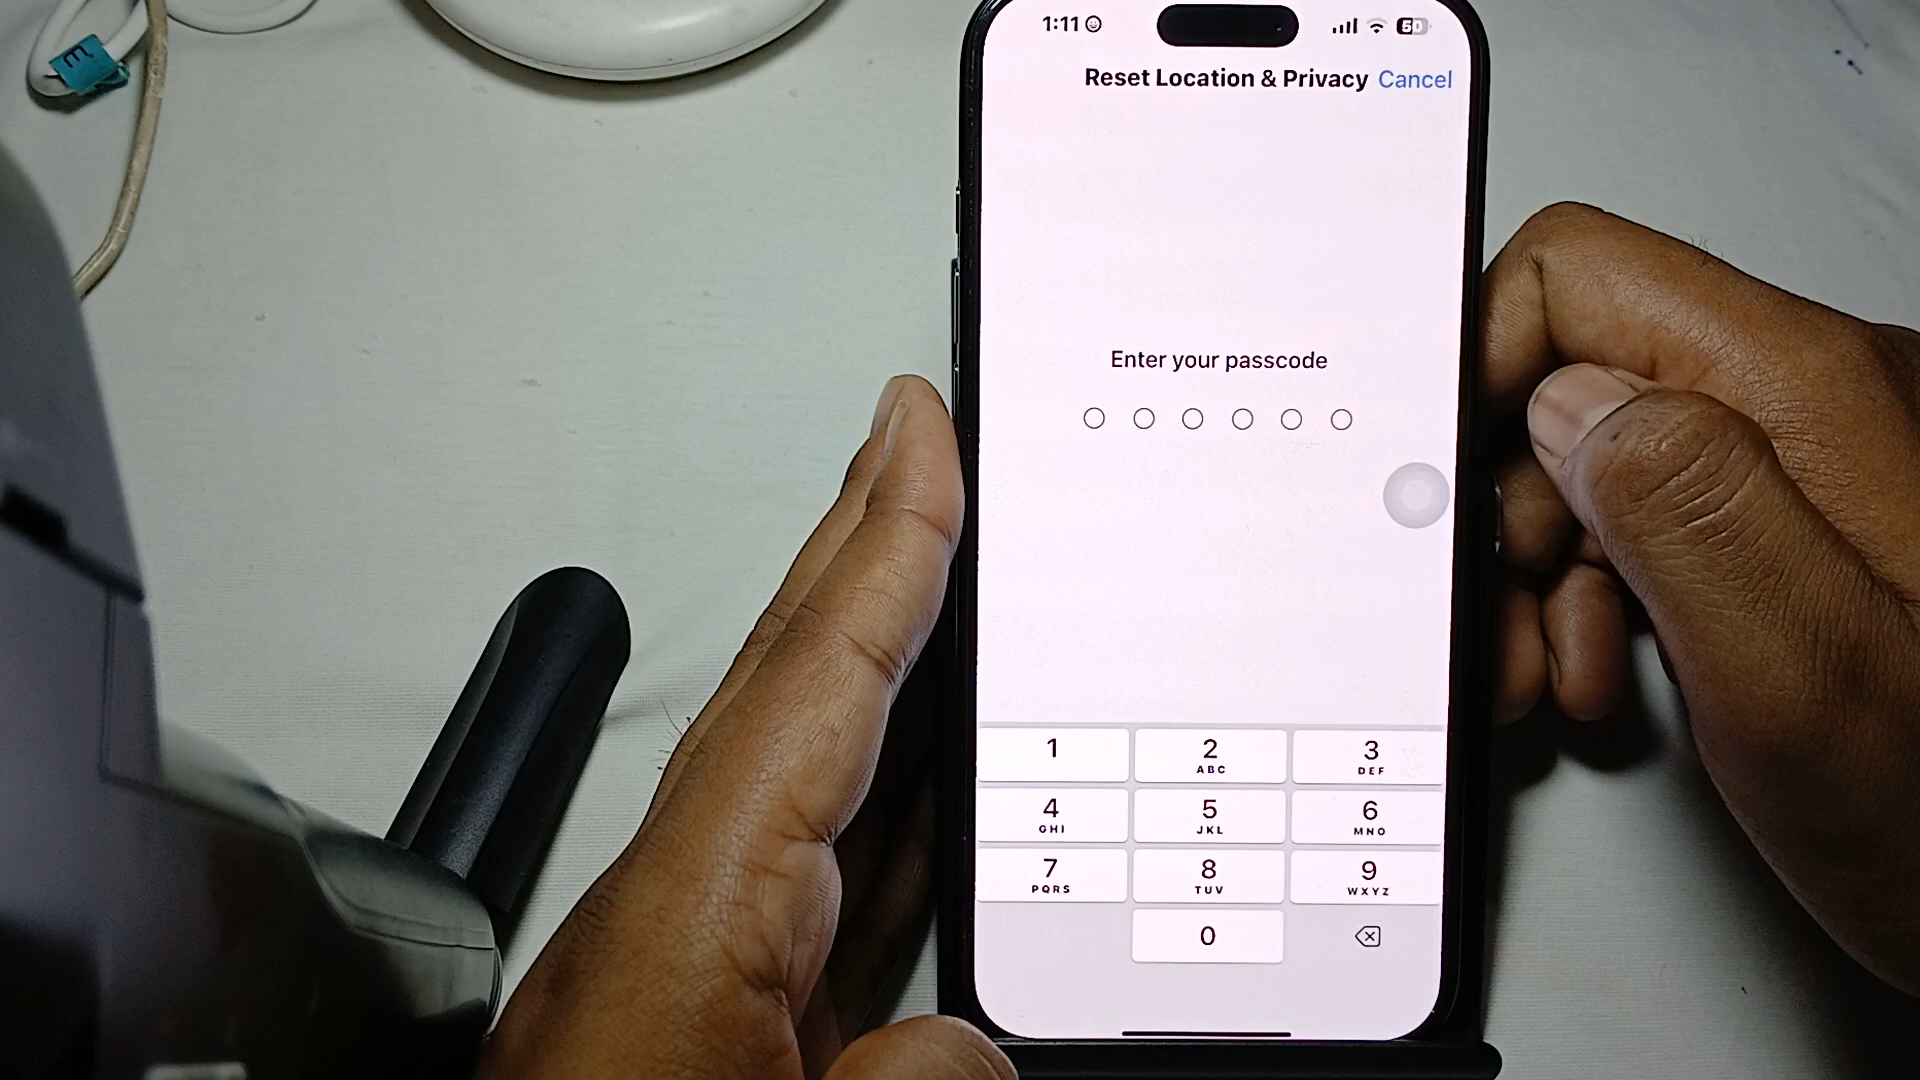 E
1:11
50
Reset Location & Privacy Cancel
Enter your passcode
1 2 3
ABC DEF
4 5 6
GHI JKL MNO
7 8 9
PQRS TUV WXYZ
0